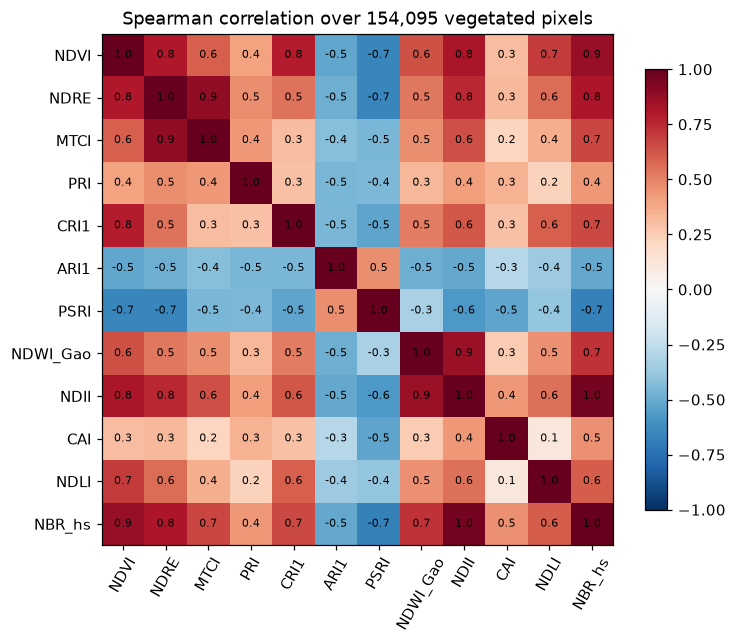 Spearman correlation over 154,095 vegetated pixels
NDVI 1.0 0.8 0.6 0.4 0.8 -0.5 -0.7 0.6 0.8 0.3 0.7 0.9
NDRE 0.8 1.0 0.9 0.5 0.5 -0.5 -0.7 0.5 0.8 0.3 0.6 0.8
MTCI 0.6 0.9 1.0 0.4 0.3 -0.4 -0.5 0.5 0.6 0.2 0.4 0.7
PRI 0.4 0.5 0.4 1.0 0.3 -0.5 -0.4 0.3 0.4 0.3 0.2 0.4
CRI1 0.8 0.5 0.3 0.3 1.0 -0.5 -0.5 0.5 0.6 0.3 0.6 0.7
ARI1 -0.5 -0.5 -0.4 -0.5 -0.5 1.0 0.5 -0.5 -0.5 -0.3 -0.4 -0.5
PSRI -0.7 -0.7 -0.5 -0.4 -0.5 0.5 1.0 -0.3 -0.6 -0.5 -0.4 -0.7
NDWI_Gao 0.6 0.5 0.5 0.3 0.5 -0.5 -0.3 1.0 0.9 0.3 0.5 0.7
NDII 0.8 0.8 0.6 0.4 0.6 -0.5 -0.6 0.9 1.0 0.4 0.6 1.0
CAI 0.3 0.3 0.2 0.3 0.3 -0.3 -0.5 0.3 0.4 1.0 0.1 0.5
NDLI 0.7 0.6 0.4 0.2 0.6 -0.4 -0.4 0.5 0.6 0.1 1.0 0.6
NBR_hs 0.9 0.8 0.7 0.4 0.7 -0.5 -0.7 0.7 1.0 0.5 0.6 1.0
NDVI NDRE MTCI PRI CRI1 ARI1 PSRI NDWI_Gao NDII CAI NDLI NBR_hs
1.00
0.75
0.50
0.25
0.00
−0.25
−0.50
−0.75
−1.00